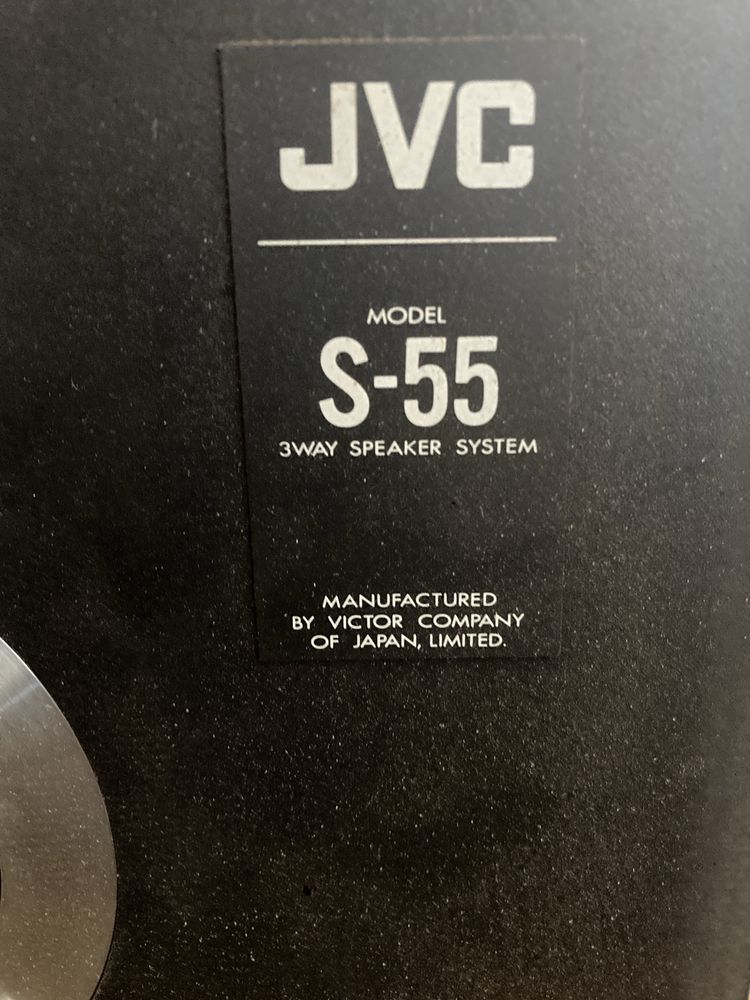 JVC
MODEL
S-55
3WAY SPEAKER SYSTEM
MANUFACTURED
BY VICTOR COMPANY
OF JAPAN, LIMITED.